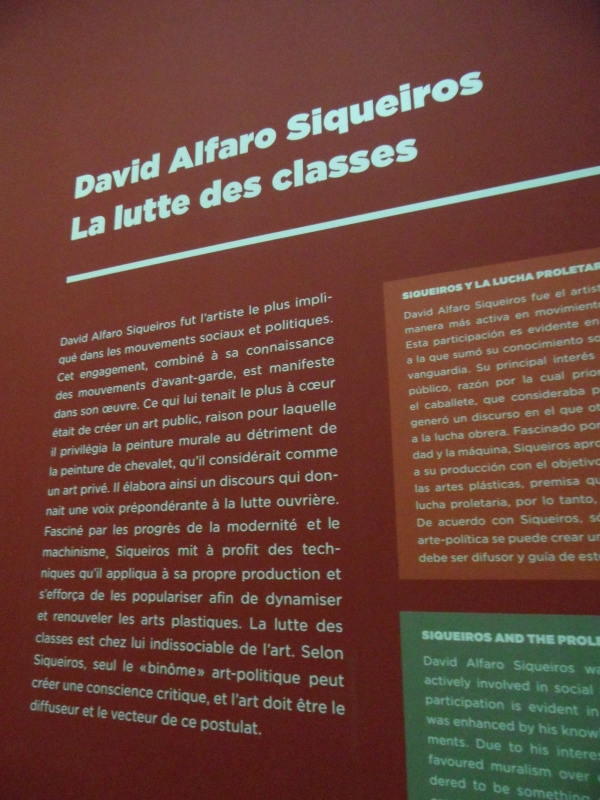 David Alfaro Siqueiros
La lutte des classes
David Alfaro Siqueiros fut l'artiste le plus impli-
qué dans les mouvements sociaux et politiques.
Cet engagement, combiné à sa connaissance
des mouvements d'avant-garde, est manifeste
dans son œuvre. Ce qui lui tenait le plus à cœur
était de créer un art public, raison pour laquelle
il privilégia la peinture murale au détriment de
la peinture de chevalet, qu'il considérait comme
un art privé. Il élabora ainsi un discours qui don-
nait une voix prépondérante à la lutte ouvrière.
Fasciné par les progrès de la modernité et le
machinisme, Siqueiros mit à profit des tech-
niques qu'il appliqua à sa propre production et
s'efforça de les populariser afin de dynamiser
et renouveler les arts plastiques. La lutte des
classes est chez lui indissociable de l'art. Selon
Siqueiros, seul le «binôme» art-politique peut
créer une conscience critique, et l'art doit être le
diffuseur et le vecteur de ce postulat.
SIQUEIROS Y LA LUCHA PROLETAR
David Alfaro Siqueiros fue el artis
manera más activa en movimient
Esta participación es evidente en
a la que sumó su conocimiento so
vanguardia. Su principal interés
público, razón por la cual prior
el caballete, que consideraba p
generó un discurso en el que ot
a la lucha obrera. Fascinado por
dad y la máquina, Siqueiros apro
a su producción con el objetivo
las artes plásticas, premisa qu
lucha proletaria, por lo tanto,
De acuerdo con Siqueiros, só
arte-política se puede crear un
debe ser difusor y guía de est
SIQUEIROS AND THE PROLE
David Alfaro Siqueiros wa
actively involved in social
participation is evident in
was enhanced by his know
ments. Due to his interes
favoured muralism over
dered to be something